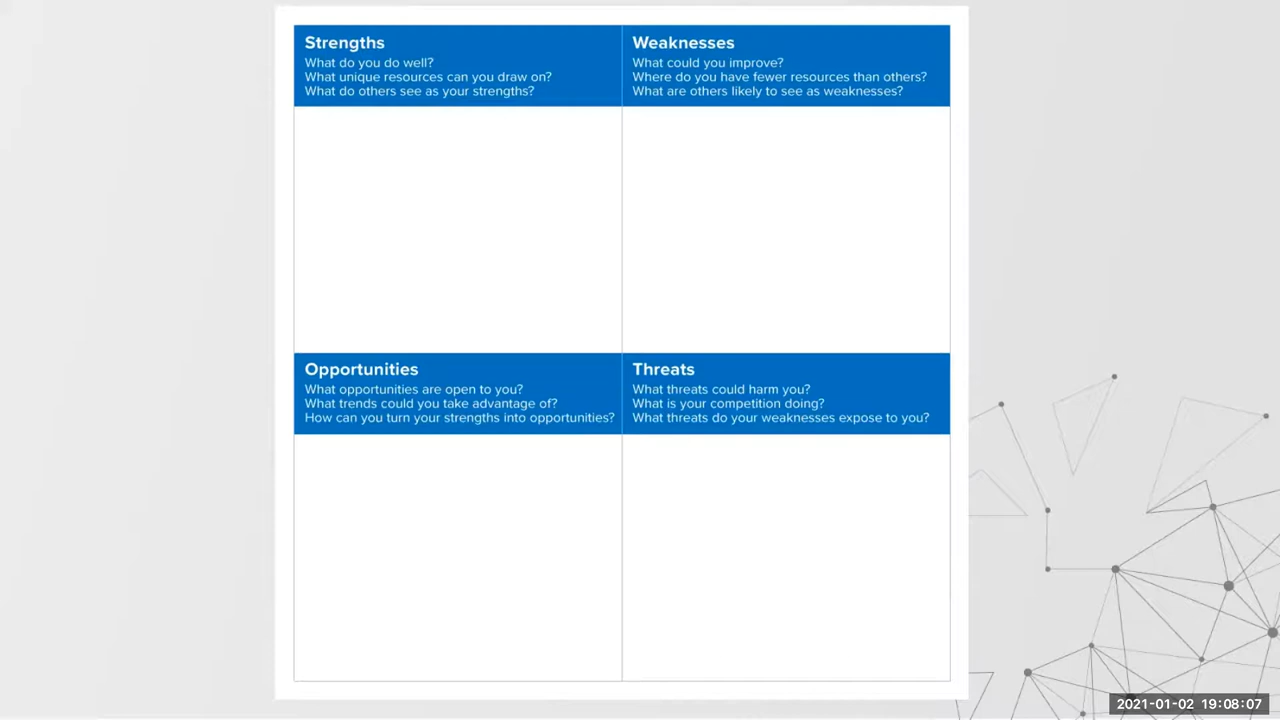 Strengths
What do you do well?
What unique resources can you draw on?
What do others see as your strengths?
Weaknesses
What could you improve?
Where do you have fewer resources than others?
What are others likely to see as weaknesses?
Opportunities
What opportunities are open to you?
What trends could you take advantage of?
How can you turn your strengths into opportunities?
Threats
What threats could harm you?
What is your competition doing?
What threats do your weaknesses expose to you?
2021-01-02 19:08:07